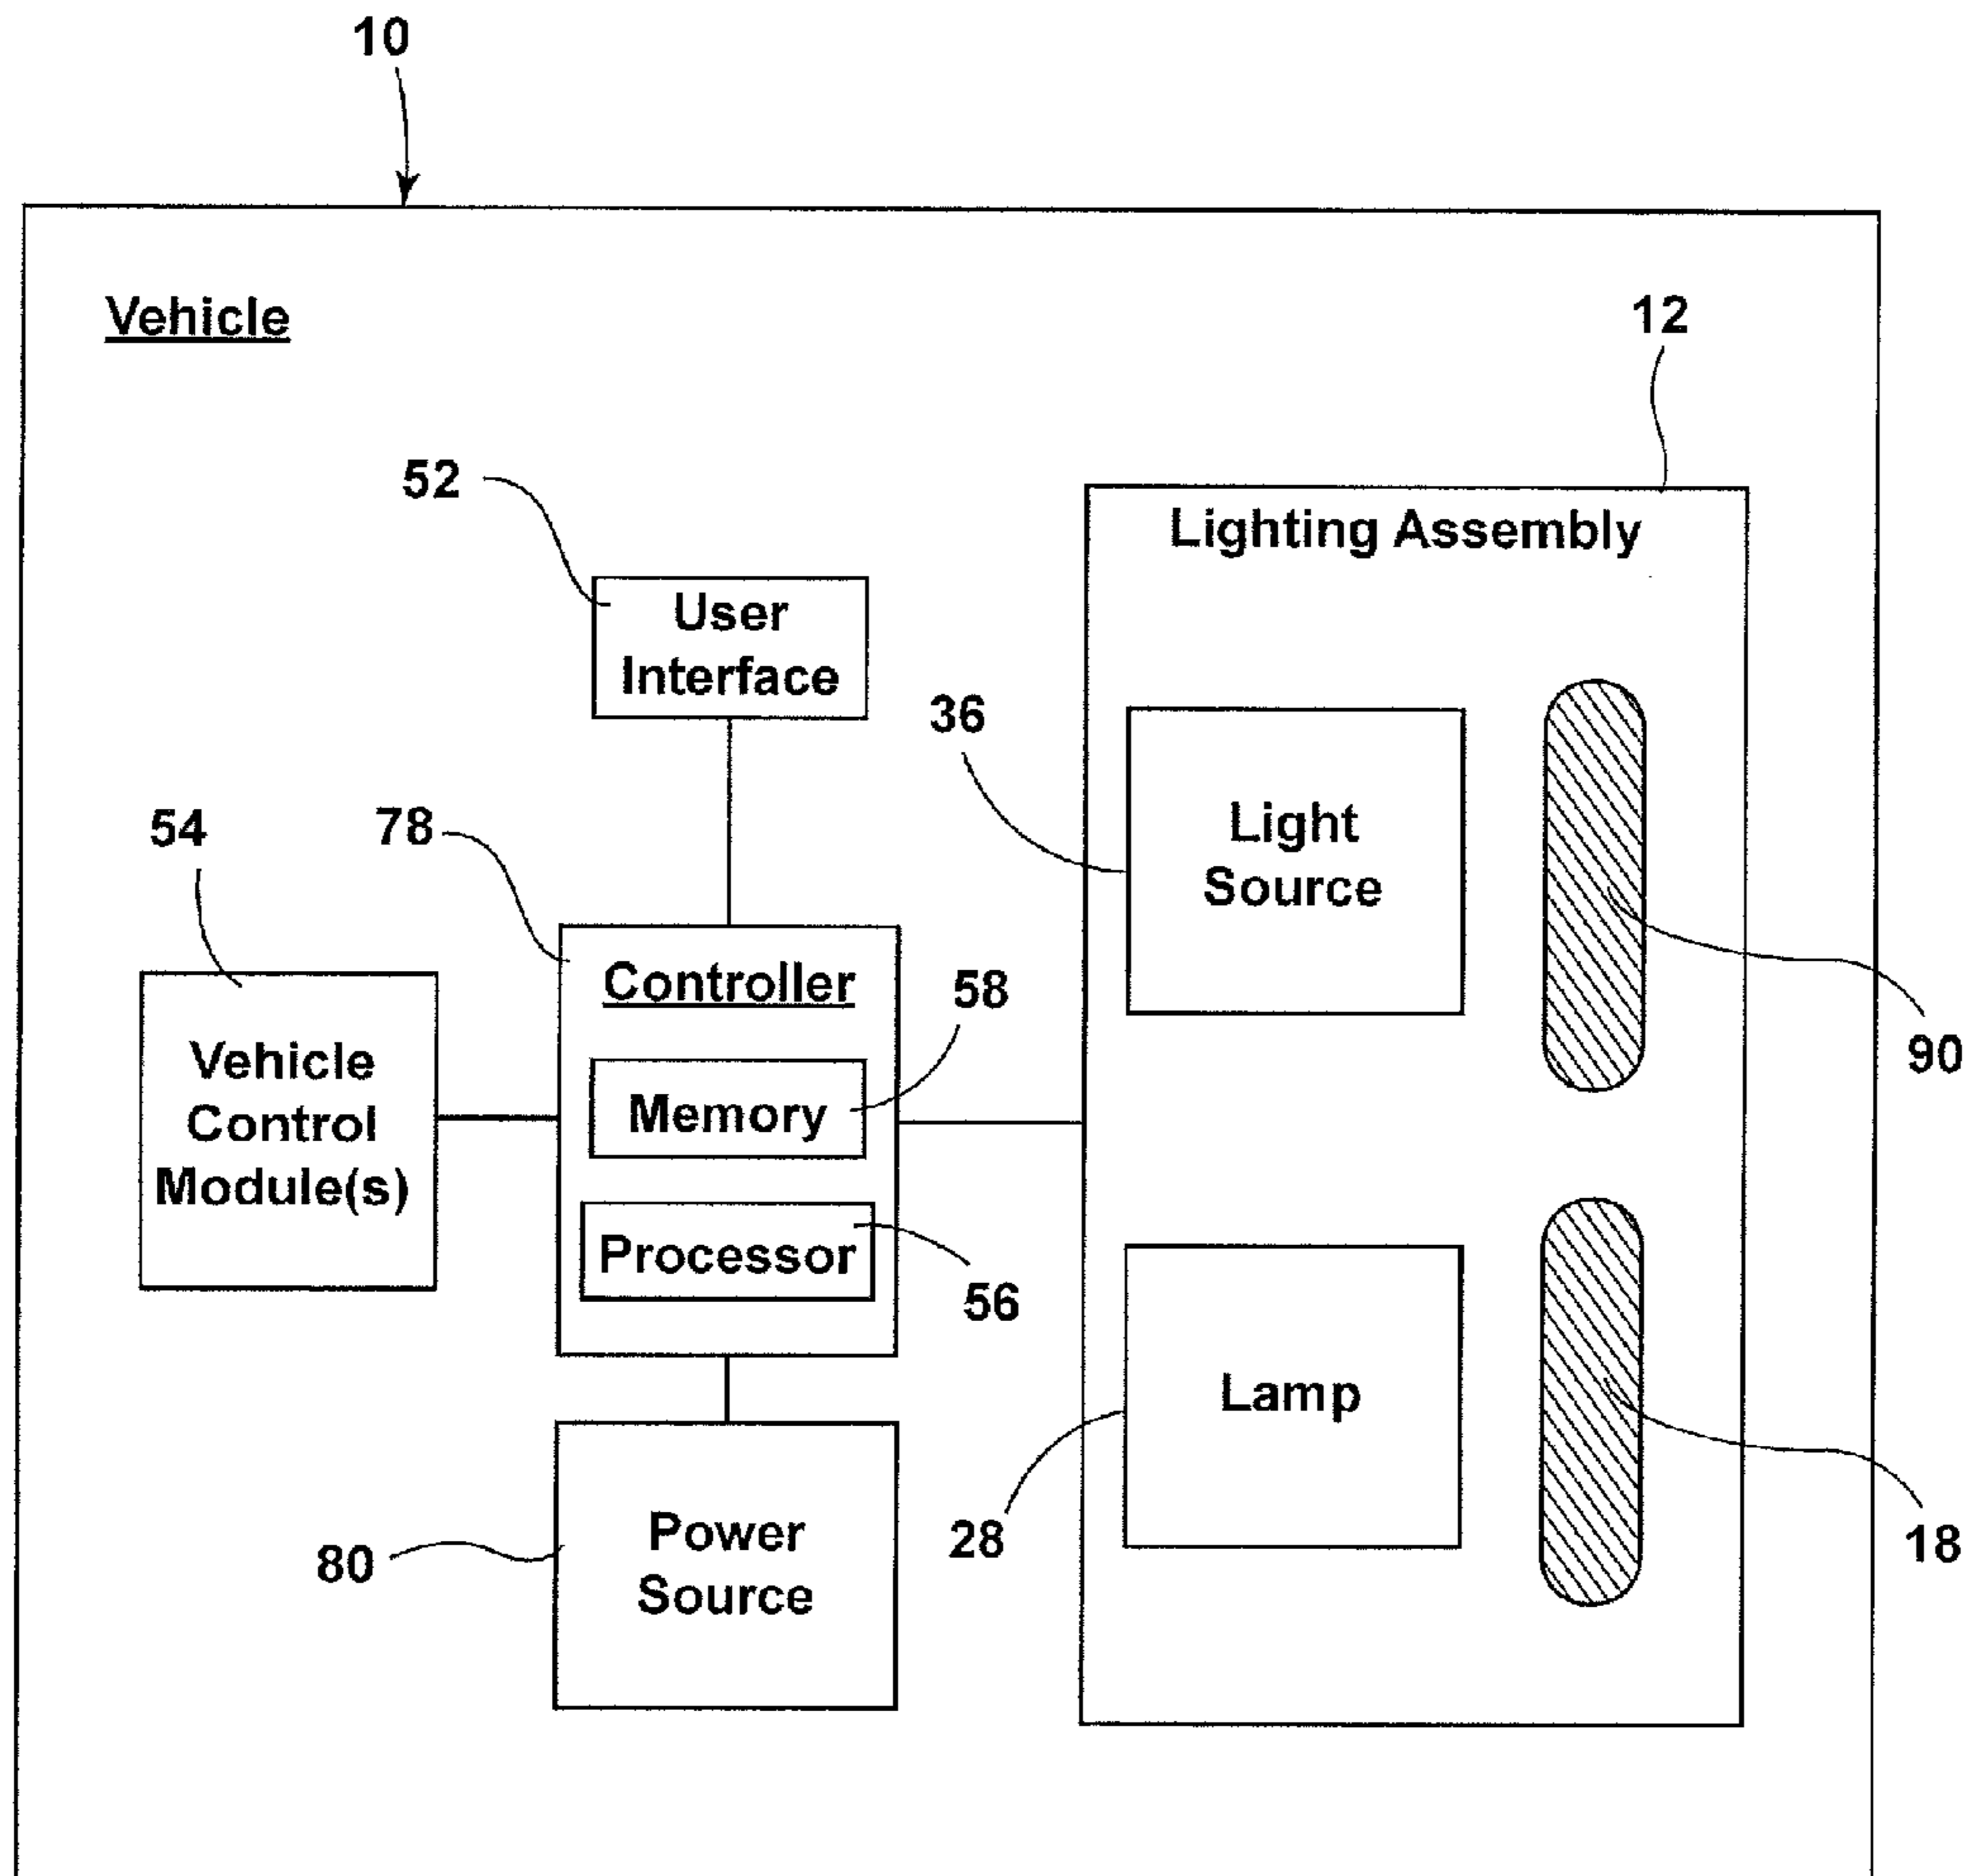 10
Vehicle
12
Lighting Assembly
52
User
Interface
36
Light
Source
90
54
78
Controller
58
Vehicle
Control
Module(s)
Memory
Processor
56
Lamp
28
18
80
Power
Source